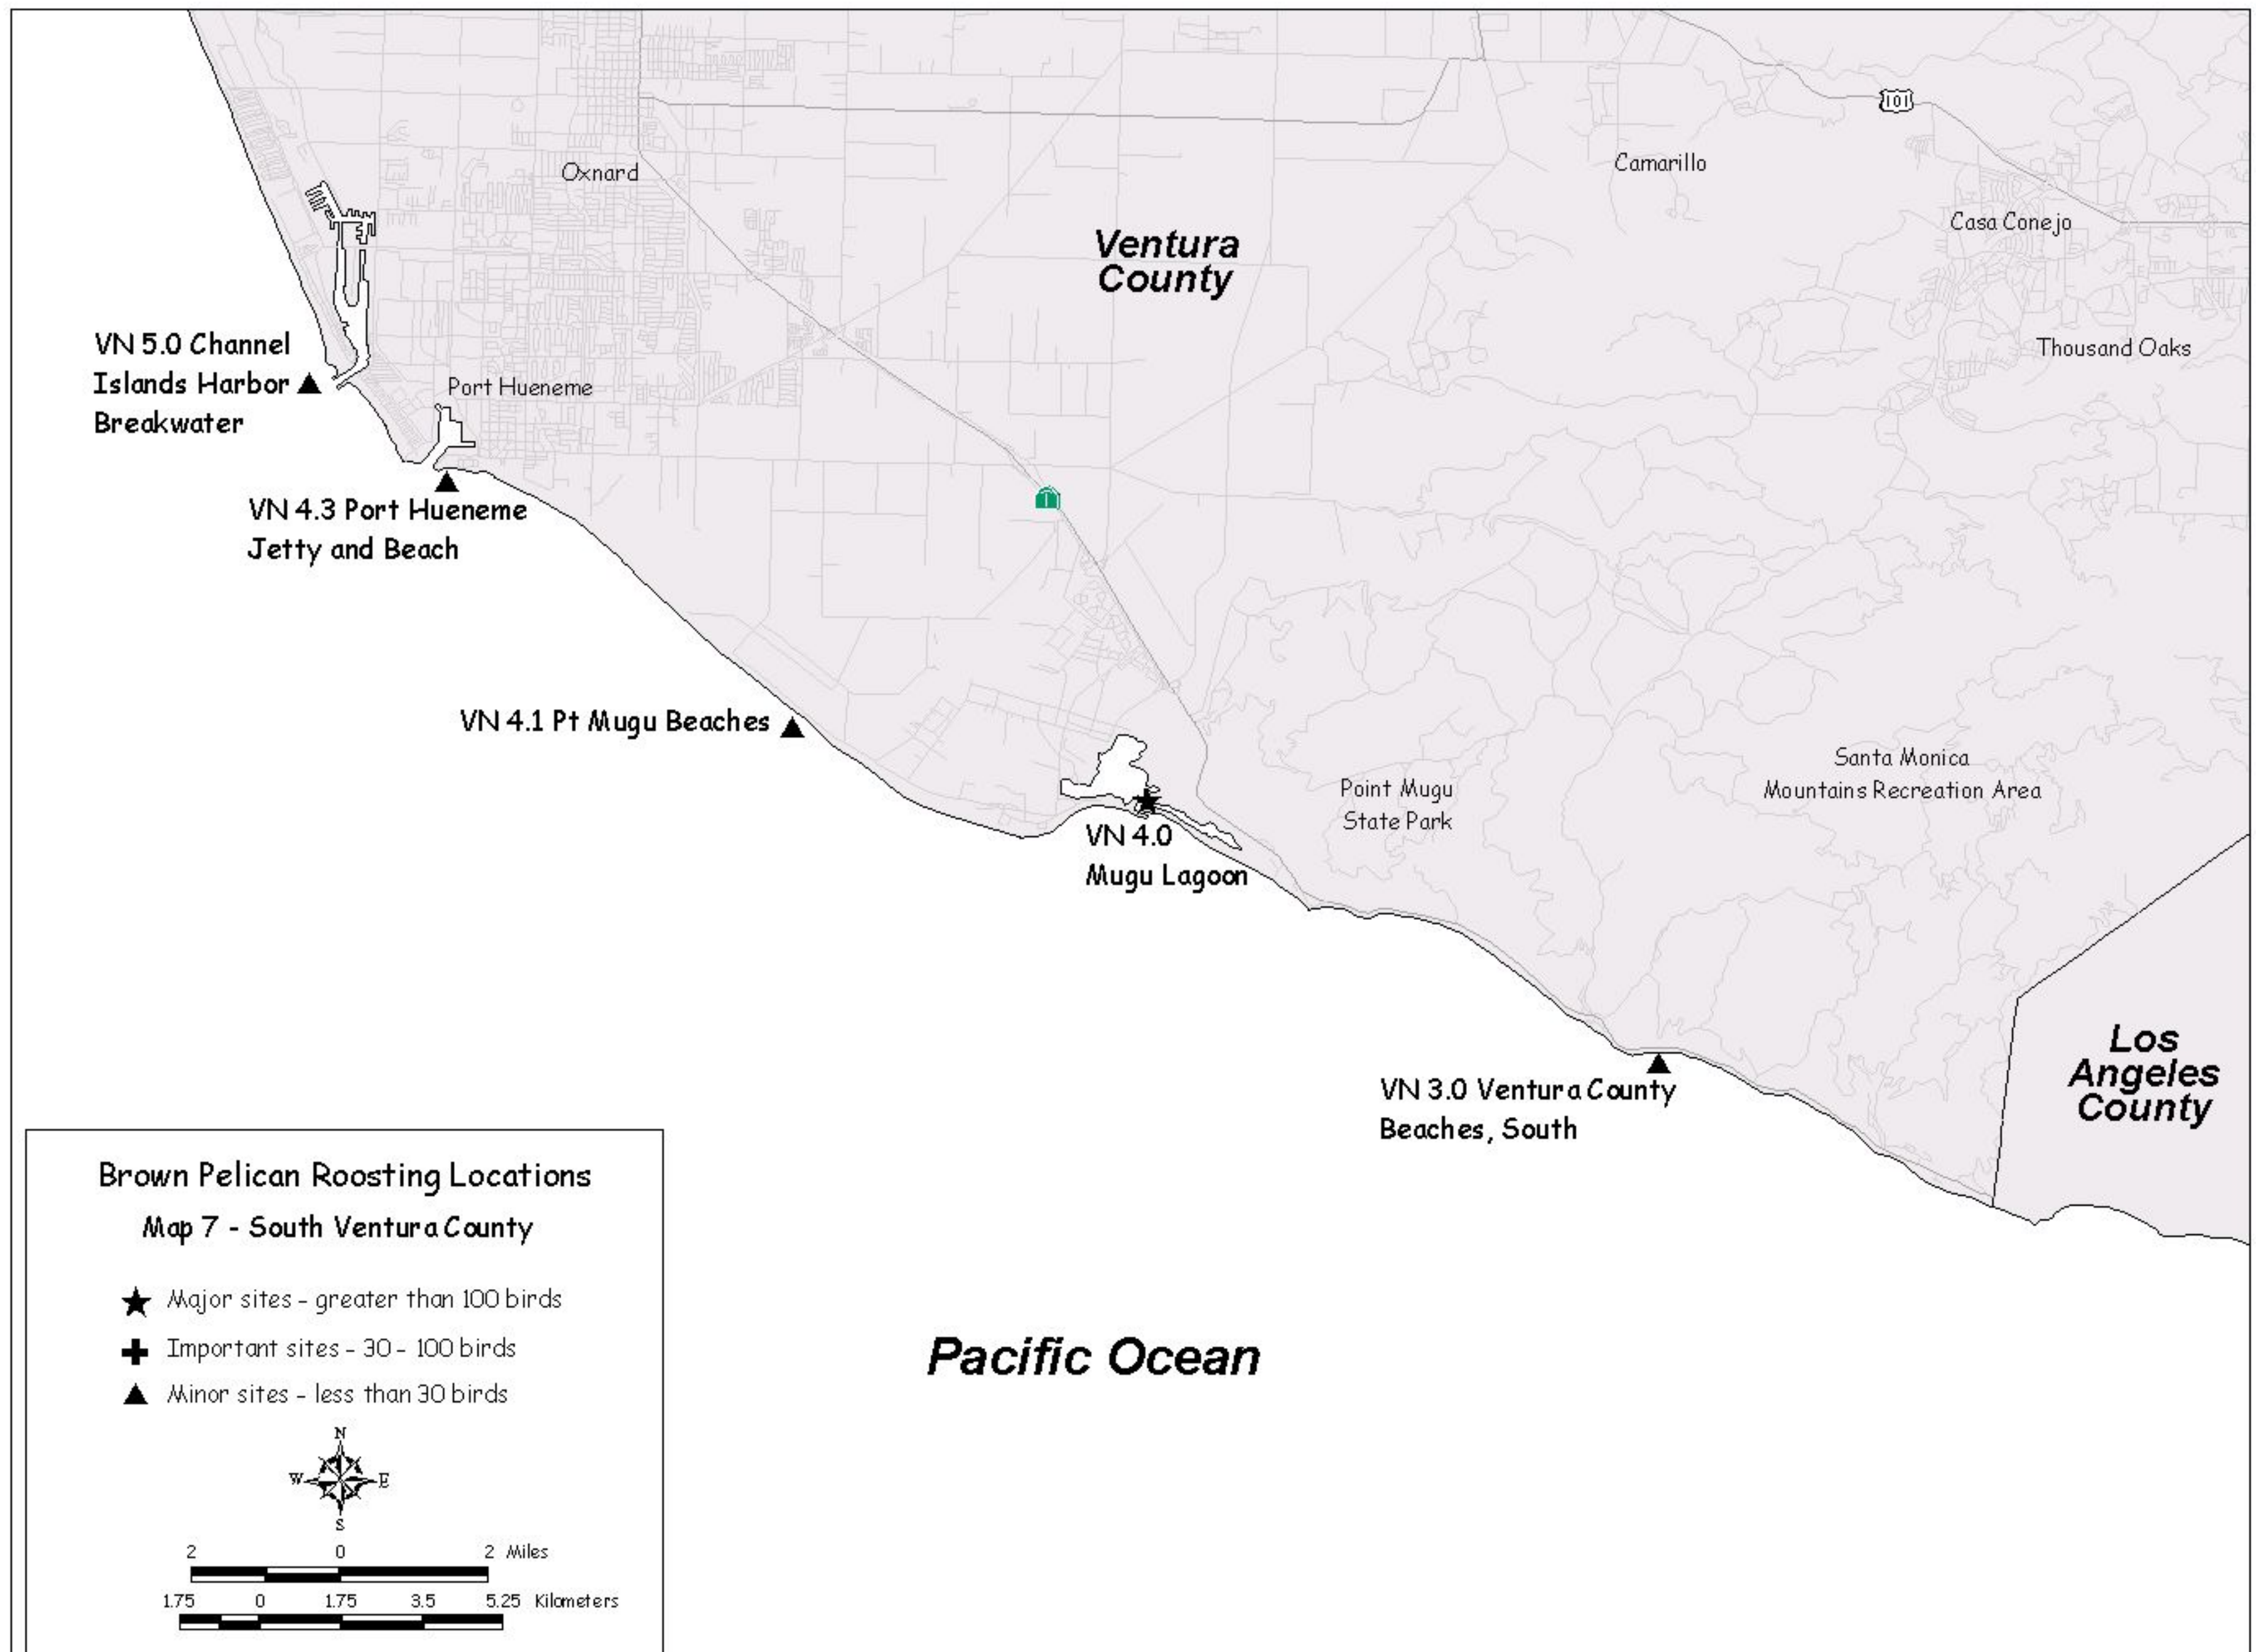 101
Oxnard
Camarillo
Casa Conejo
Ventura
County
Thousand Oaks
VN 5.0 Channel
Islands Harbor
Breakwater
Port Hueneme
VN 4.3 Port Hueneme
Jetty and Beach
1
VN 4.1 Pt Mugu Beaches
Santa Monica
Mountains Recreation Area
Point Mugu
State Park
VN 4.0
Mugu Lagoon
Los
Angeles
County
VN 3.0 Ventura County
Beaches, South
Brown Pelican Roosting Locations
Map 7 - South Ventura County
Major sites - greater than 100 birds
Important sites - 30 - 100 birds
Minor sites - less than 30 birds
N
W E
S
2 0 2 Miles
1.75 0 1.75 3.5 5.25 Kilometers
Pacific Ocean